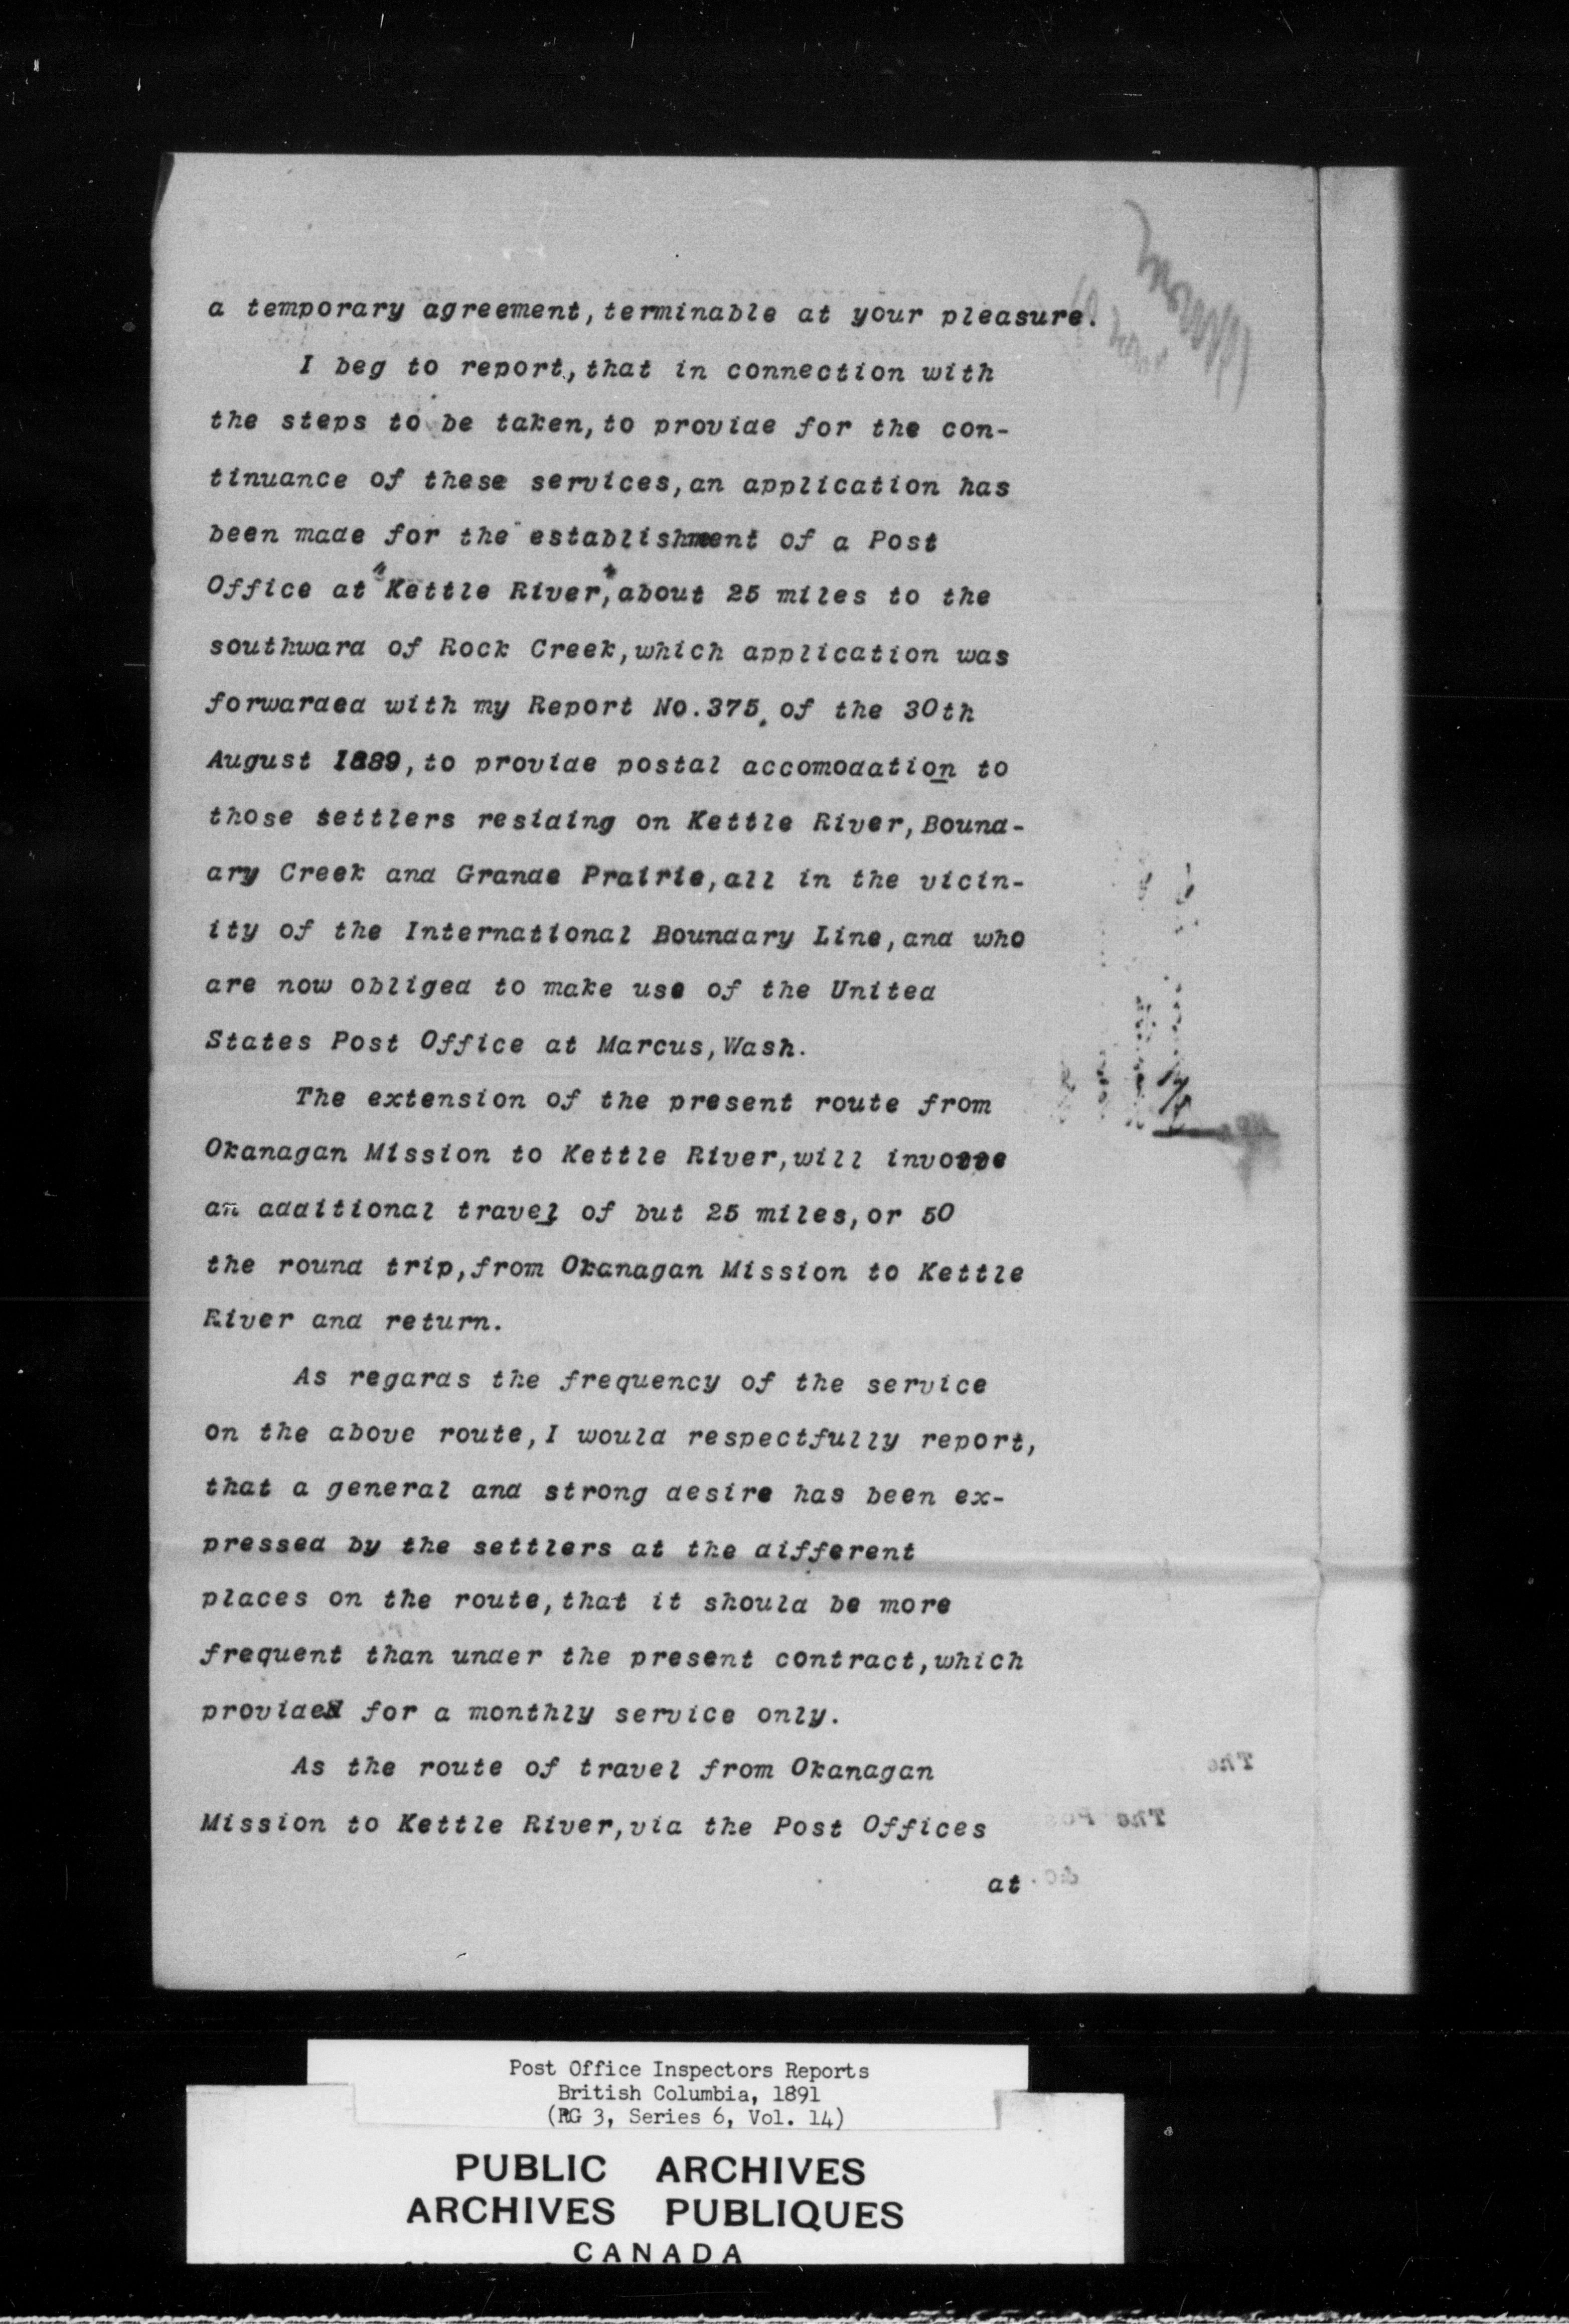 a temporary agreement, terminable at your pleasure.
I beg to report, that in connection with
the steps to be taken, to provide for the con-
tinuance of these services, an application has
been made for the establishment of a Post
Office at "Kettle River", about 25 miles to the
southward of Rock Creek, which application was
forwarded with my Report No.375, of the 30th
August 1889, to provide postal accomodation to
those settlers residing on Kettle River, Bound-
ary Creek and Grande Prairie, all in the vicin-
ity of the International Boundary Line, and who
are now obliged to make use of the United
States Post Office at Marcus, Wash.
The extension of the present route from
Okanagan Mission to Kettle River, will involve
an additional travel of but 25 miles, or 50
the round trip, from Okanagan Mission to Kettle
River and return.
As regards the frequency of the service
on the above route, I would respectfully report,
that a general and strong desire has been ex-
pressed by the settlers at the different
places on the route, that it should be more
frequent than under the present contract, which
provides for a monthly service only.
As the route of travel from Okanagan
Mission to Kettle River, via the Post Offices
at
Post Office Inspectors Reports
British Columbia, 1891
(RG 3, Series 6, Vol. 14)
PUBLIC ARCHIVES
ARCHIVES PUBLIQUES
CANADA